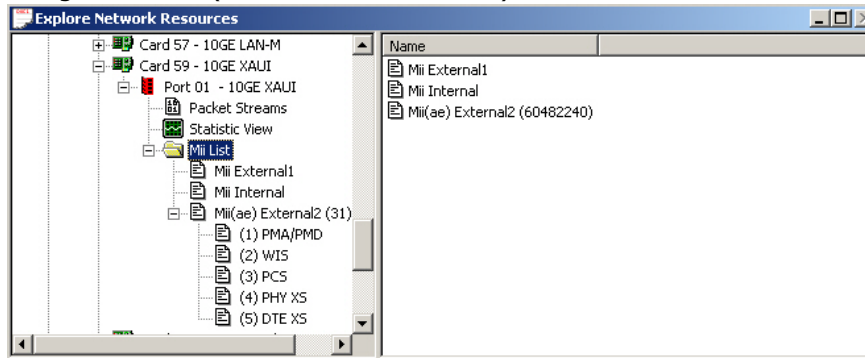 Explore Network Resources
Card 57 - 10GE LAN-M
Card 59 - 10GE XAUI
Port 01 - 10GE XAUI
Packet Streams
Statistic View
Mii List
Mii External1
Mii Internal
Mii(ae) External2 (31)
(1) PMA/PMD
(2) WIS
(3) PCS
(4) PHY XS
(5) DTE XS
Name
Mii External1
Mii Internal
Mii(ae) External2 (60482240)